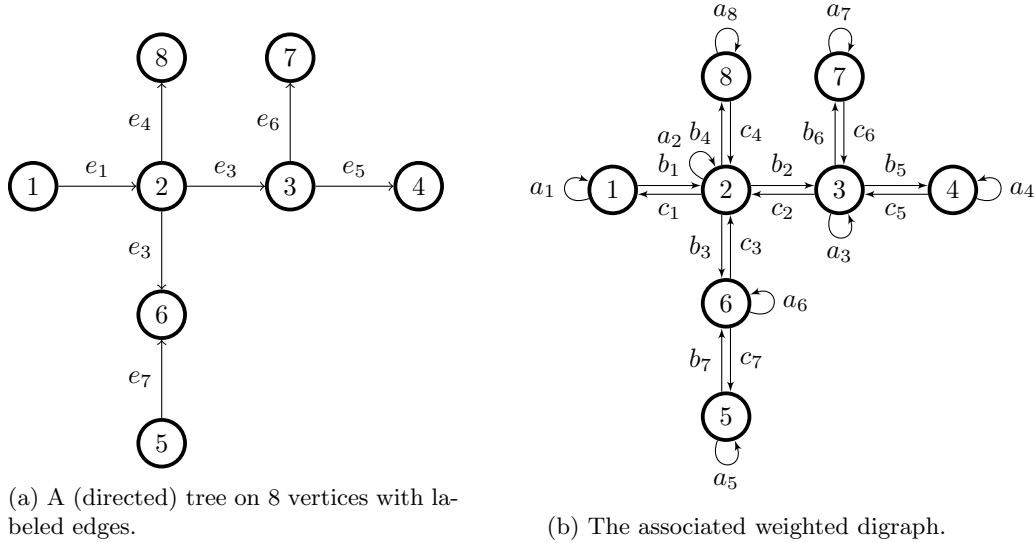 8
7
e4
e6
1
e1
2
e3
3
e5
4
e3
6
e7
5
(a) A (directed) tree on 8 vertices with la-
beled edges.
a8
a7
8
7
a2
b4
c4
b6
c6
a1
1
b1
c1
2
b2
c2
3
b5
c5
4
a4
a3
b3
c3
6
a6
b7
c7
5
a5
(b) The associated weighted digraph.